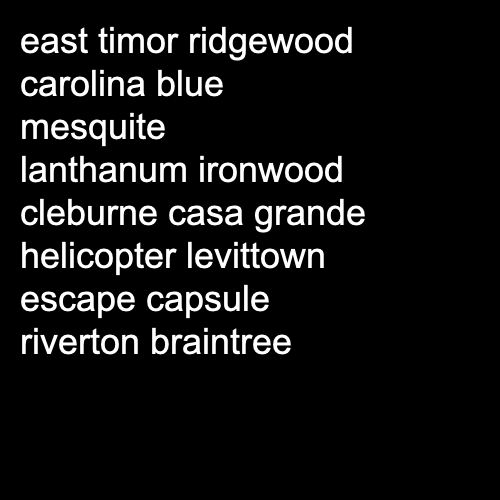 east timor ridgewood
carolina blue
mesquite
lanthanum ironwood
cleburne casa grande
helicopter levittown
escape capsule
riverton braintree